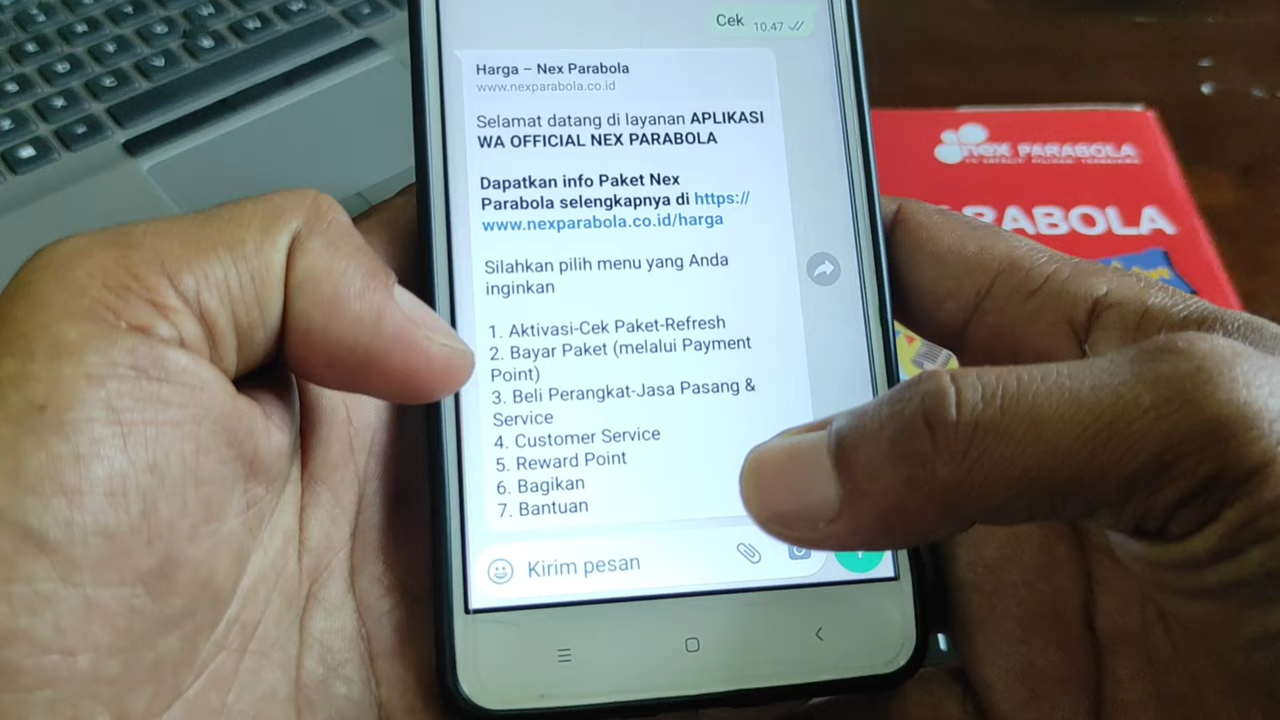 Cek 10.47
Harga – Nex Parabola
www.nexparabola.co.id
Selamat datang di layanan APLIKASI
WA OFFICIAL NEX PARABOLA
Dapatkan info Paket Nex
Parabola selengkapnya di https://
www.nexparabola.co.id/harga
Silahkan pilih menu yang Anda
inginkan
1. Aktivasi-Cek Paket-Refresh
2. Bayar Paket (melalui Payment
Point)
3. Beli Perangkat-Jasa Pasang &
Service
4. Customer Service
5. Reward Point
6. Bagikan
7. Bantuan
Kirim pesan
nex PARABOLA
ARABOLA